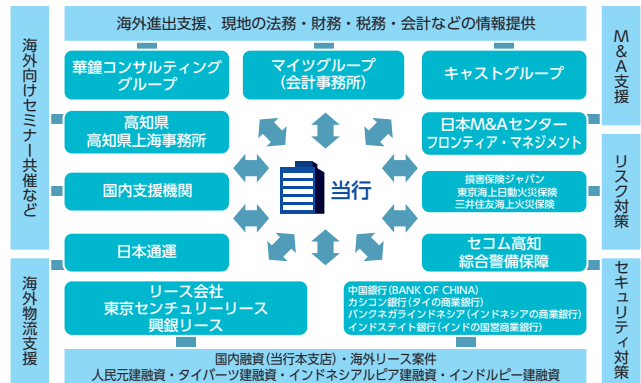 海外進出支援、現地の法務・財務・税務・会計などの情報提供
海外向けセミナー共催など
M&A支援
華鐘コンサルティング
グループ
マイツグループ
(会計事務所)
キャストグループ
高知県
高知県上海事務所
日本M&Aセンター
フロンティア・マネジメント
国内支援機関
当行
損害保険ジャパン
東京海上日動火災保険
三井住友海上火災保険
リスク対策
日本通運
セコム高知
綜合警備保障
海外物流支援
リース会社
東京センチュリーリース
興銀リース
中国銀行(BANK OF CHINA)
カシコン銀行(タイの商業銀行)
バンクネガラインドネシア(インドネシアの商業銀行)
インドステイト銀行(インドの国営商業銀行)
セキュリティ対策
国内融資(当行本支店)・海外リース案件
人民元建融資・タイバーツ建融資・インドネシアルピア建融資・インドルピー建融資